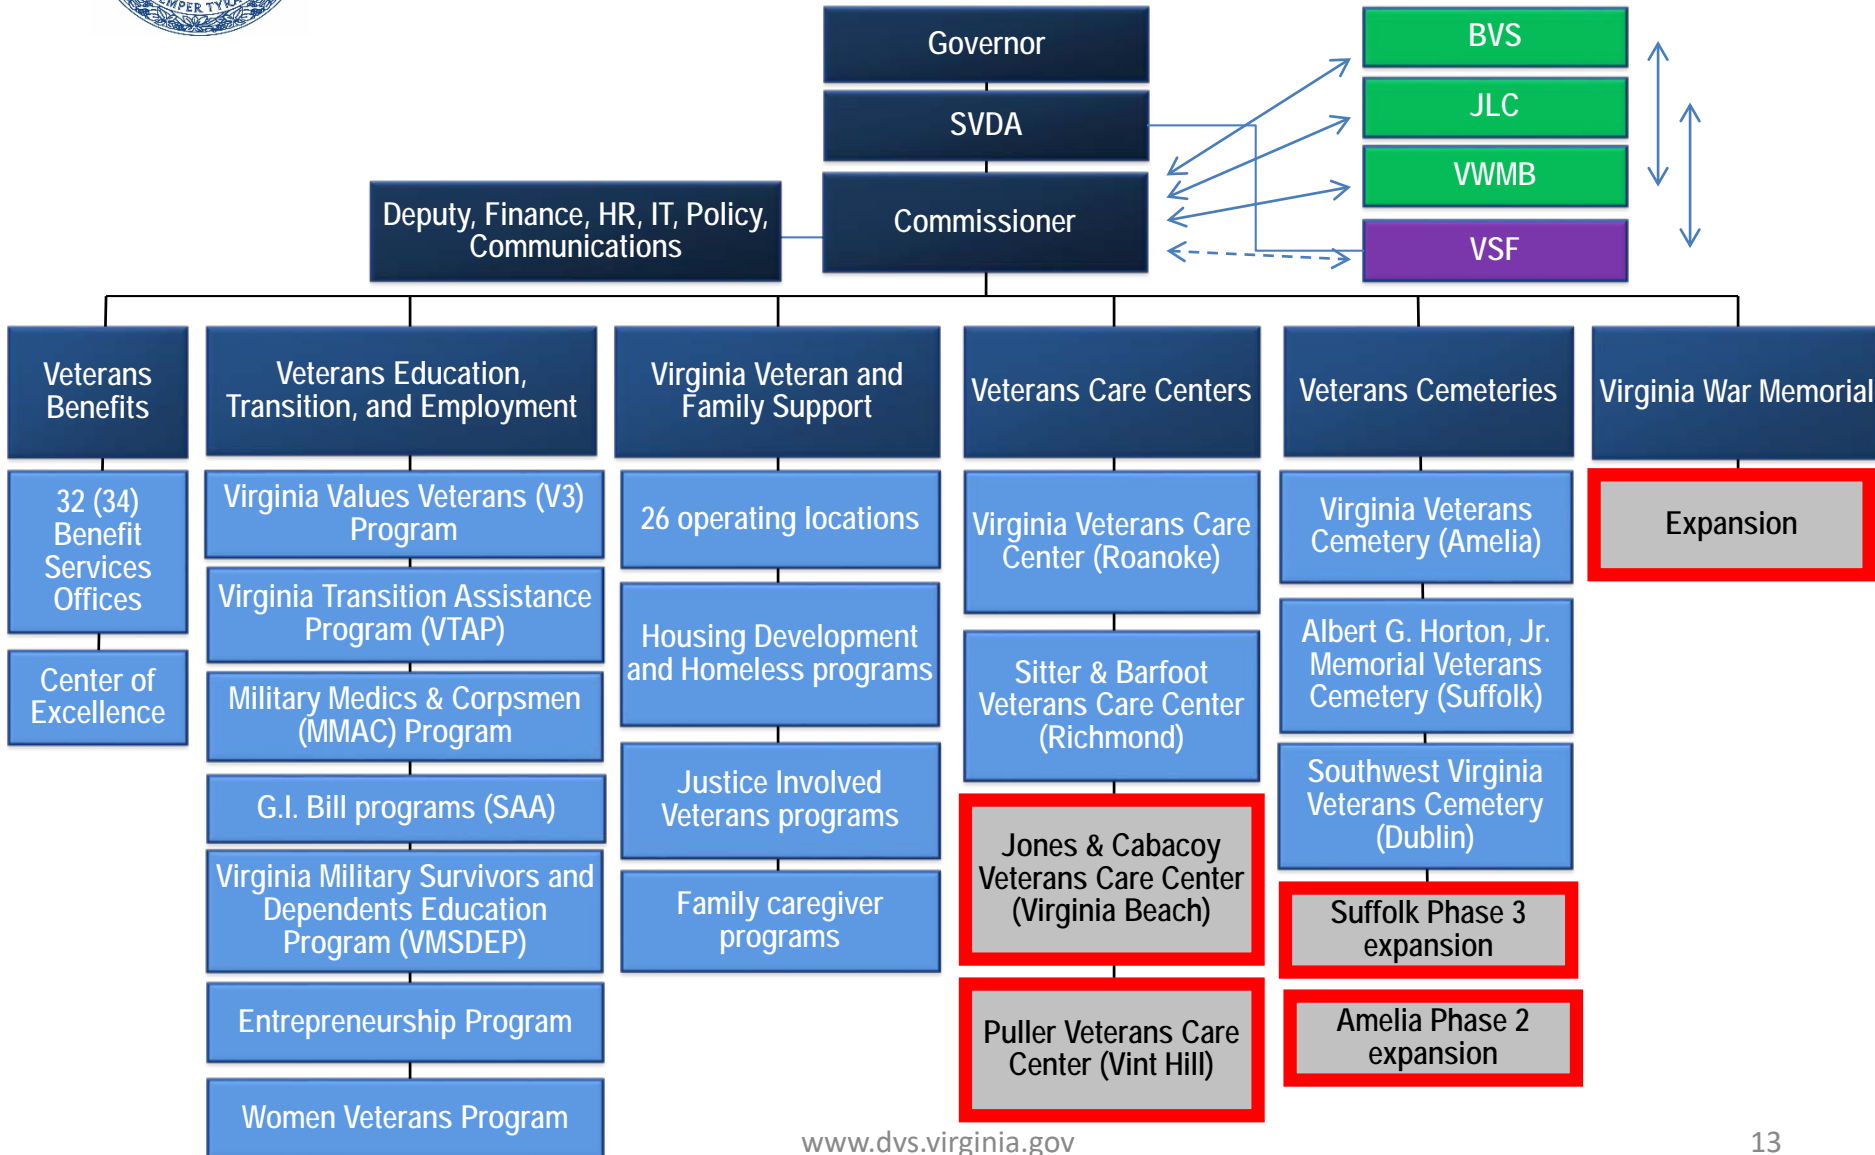 EMPER TYRA
Governor
SVDA
Commissioner
Deputy, Finance, HR, IT, Policy,
Communications
BVS
JLC
VWMB
VSF
Veterans
Benefits
32 (34)
Benefit
Services
Offices
Center of
Excellence
Veterans Education,
Transition, and Employment
Virginia Values Veterans (V3)
Program
Virginia Transition Assistance
Program (VTAP)
Military Medics & Corpsmen
(MMAC) Program
G.I. Bill programs (SAA)
Virginia Military Survivors and
Dependents Education
Program (VMSDEP)
Entrepreneurship Program
Women Veterans Program
Virginia Veteran and
Family Support
26 operating locations
Housing Development
and Homeless programs
Justice Involved
Veterans programs
Family caregiver
programs
Veterans Care Centers
Virginia Veterans Care
Center (Roanoke)
Sitter & Barfoot
Veterans Care Center
(Richmond)
Jones & Cabacoy
Veterans Care Center
(Virginia Beach)
Puller Veterans Care
Center (Vint Hill)
Veterans Cemeteries
Virginia Veterans
Cemetery (Amelia)
Albert G. Horton, Jr.
Memorial Veterans
Cemetery (Suffolk)
Southwest Virginia
Veterans Cemetery
(Dublin)
Suffolk Phase 3
expansion
Amelia Phase 2
expansion
Virginia War Memorial
Expansion
www.dvs.virginia.gov
13